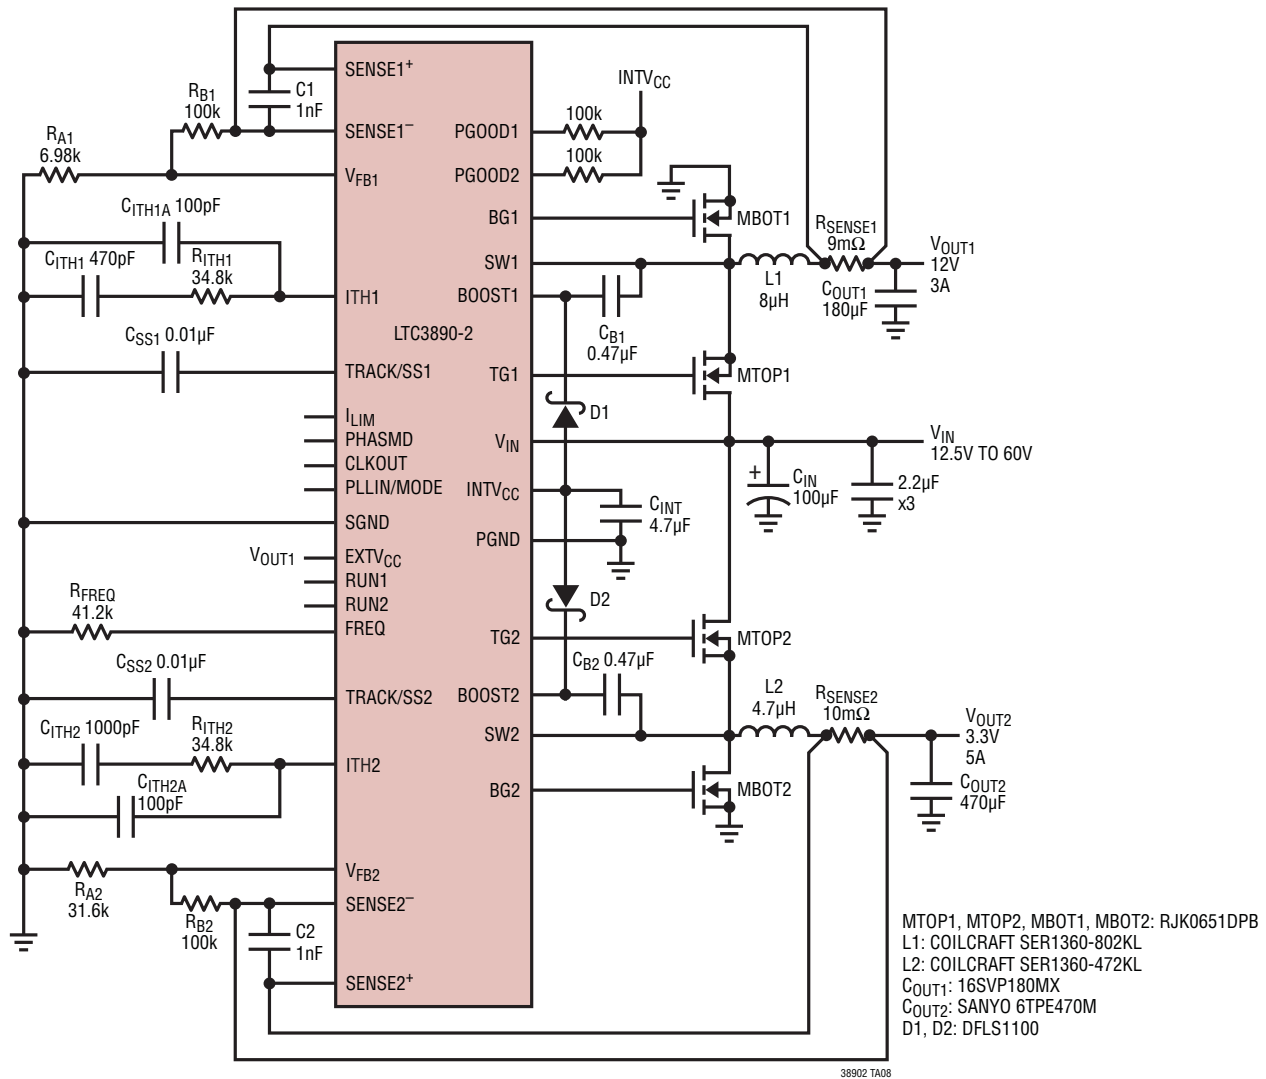 SENSE1+
C1
1nF
RB1
100k
SENSE1–
RA1
6.98k
VFB1
CITH1A 100pF
CITH1 470pF
RITH1
34.8k
ITH1
CSS1 0.01µF
TRACK/SS1
ILIM
PHASMD
CLKOUT
PLLIN/MODE
SGND
VOUT1
EXTVCC
RUN1
RUN2
RFREQ
41.2k
FREQ
CSS2 0.01µF
TRACK/SS2
CITH2 1000pF
RITH2
34.8k
ITH2
CITH2A
100pF
VFB2
RA2
31.6k
SENSE2–
RB2
100k
C2
1nF
SENSE2+
LTC3890-2
INTVCC
100k
PGOOD1
100k
PGOOD2
BG1
MBOT1
SW1
L1
8µH
RSENSE1
9mΩ
VOUT1
12V
3A
COUT1
180µF
BOOST1
CB1
0.47µF
TG1
MTOP1
D1
VIN
VIN
12.5V TO 60V
+
CIN
100µF
2.2µF
x3
INTVCC
CINT
4.7µF
PGND
D2
TG2
MTOP2
CB2 0.47µF
BOOST2
L2
4.7µH
RSENSE2
10mΩ
SW2
VOUT2
3.3V
5A
COUT2
470µF
BG2
MBOT2
MTOP1, MTOP2, MBOT1, MBOT2: RJK0651DPB
L1: COILCRAFT SER1360-802KL
L2: COILCRAFT SER1360-472KL
COUT1: 16SVP180MX
COUT2: SANYO 6TPE470M
D1, D2: DFLS1100
38902 TA08